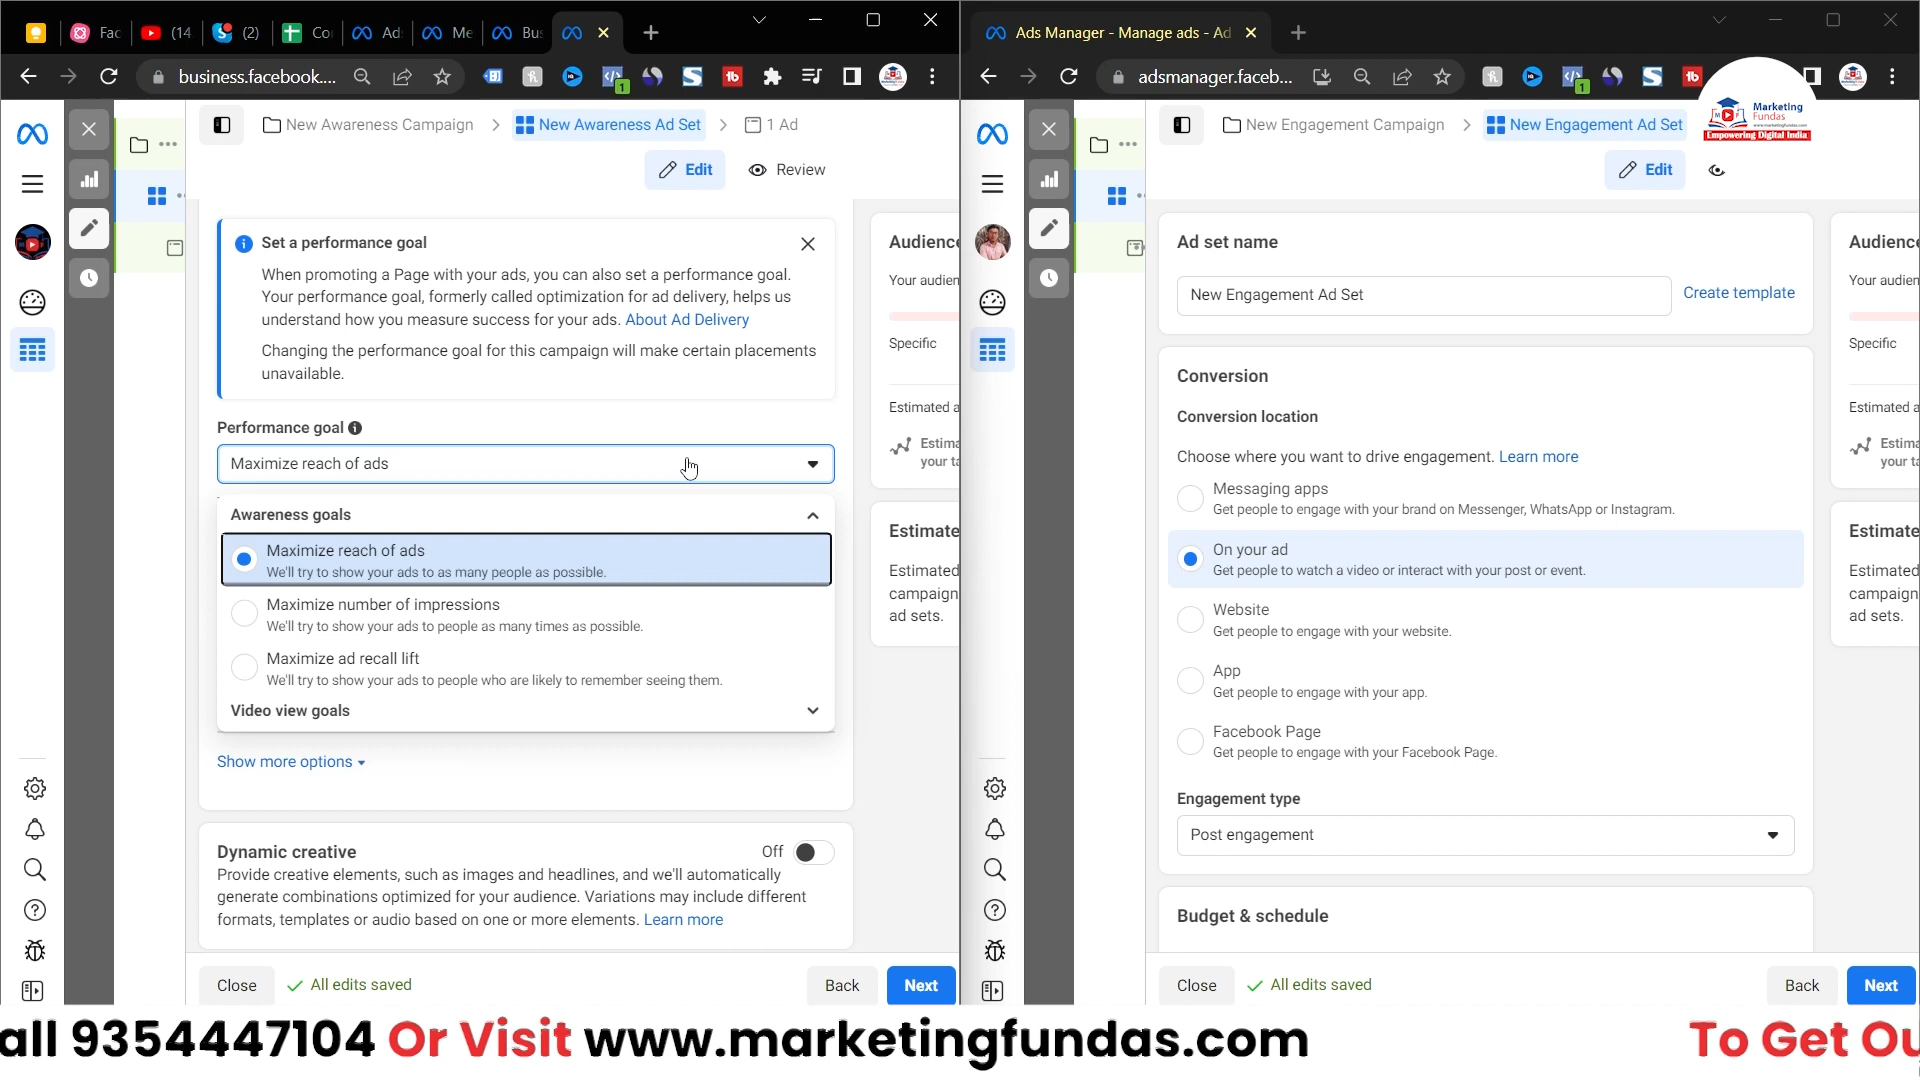 Fac
(14
(2)
Co
Ad
Me
Bus
Ads Manager - Manage ads - Ad
business.facebook....
adsmanager.faceb...
Marketing
Fundas
www.marketingfundas.com
Empowering Digital India
New Awareness Campaign
New Awareness Ad Set
1 Ad
Edit
Review
Set a performance goal
When promoting a Page with your ads, you can also set a performance goal.
Your performance goal, formerly called optimization for ad delivery, helps us
understand how you measure success for your ads. About Ad Delivery
Changing the performance goal for this campaign will make certain placements
unavailable.
Performance goal
Maximize reach of ads
Awareness goals
Maximize reach of ads
We'll try to show your ads to as many people as possible.
Maximize number of impressions
We'll try to show your ads to people as many times as possible.
Maximize ad recall lift
We'll try to show your ads to people who are likely to remember seeing them.
Video view goals
Show more options
Dynamic creative
Off
Provide creative elements, such as images and headlines, and we'll automatically
generate combinations optimized for your audience. Variations may include different
formats, templates or audio based on one or more elements. Learn more
Close
All edits saved
Back
Next
Audience
Your audien
Specific
Estimated a
Estima
your ta
Estimate
Estimated
campaign
ad sets.
New Engagement Campaign
New Engagement Ad Set
Edit
Ad set name
New Engagement Ad Set
Create template
Conversion
Conversion location
Choose where you want to drive engagement. Learn more
Messaging apps
Get people to engage with your brand on Messenger, WhatsApp or Instagram.
On your ad
Get people to watch a video or interact with your post or event.
Website
Get people to engage with your website.
App
Get people to engage with your app.
Facebook Page
Get people to engage with your Facebook Page.
Engagement type
Post engagement
Budget & schedule
Close
All edits saved
Back
Next
Audience
Your audien
Specific
Estimated a
Estima
your ta
Estimate
Estimated
campaign
ad sets.
all 9354447104 Or Visit www.marketingfundas.com
To Get Ou